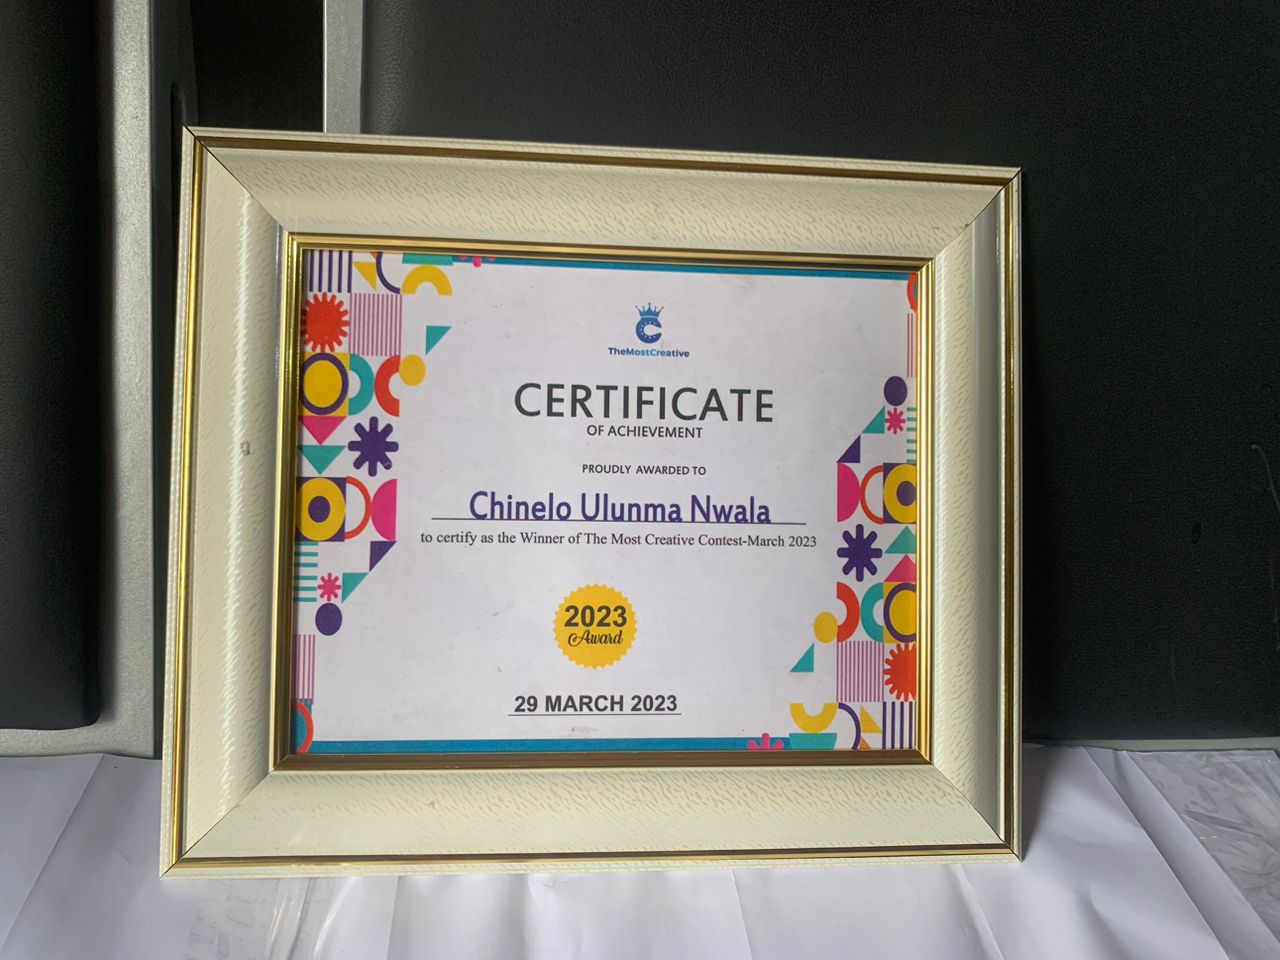 TheMostCreative
CERTIFICATE
OF ACHIEVEMENT
PROUDLY AWARDED TO
Chinelo Ulunma Nwala
to certify as the Winner of The Most Creative Contest-March 2023
2023
Award
29 MARCH 2023